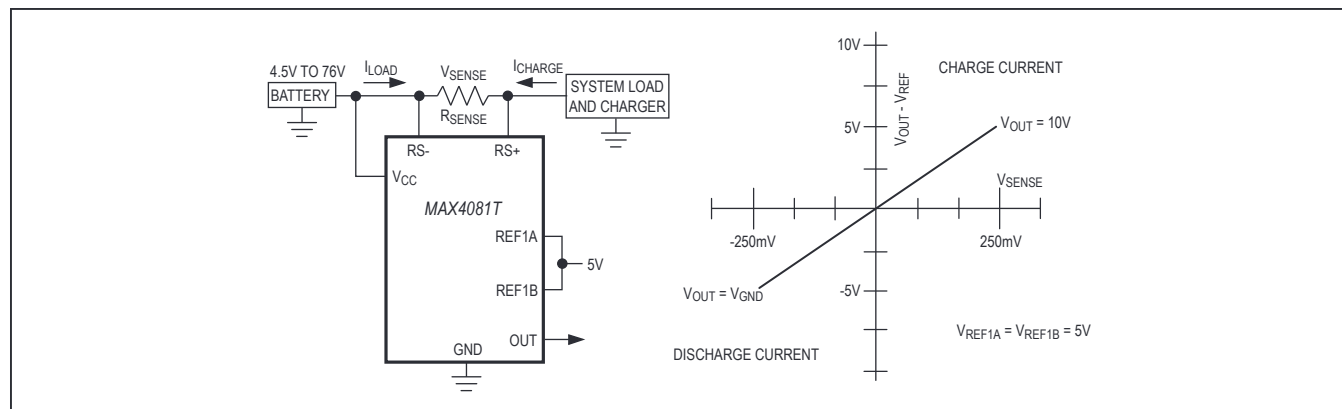 4.5V TO 76V
BATTERY
ILOAD
VSENSE
RSENSE
ICHARGE
SYSTEM LOAD
AND CHARGER
RS-
RS+
VCC
MAX4081T
REF1A
5V
REF1B
OUT
GND
10V
CHARGE CURRENT
VOUT - VREF
5V
VOUT = 10V
VSENSE
-250mV
250mV
VOUT = VGND
-5V
VREF1A = VREF1B = 5V
DISCHARGE CURRENT